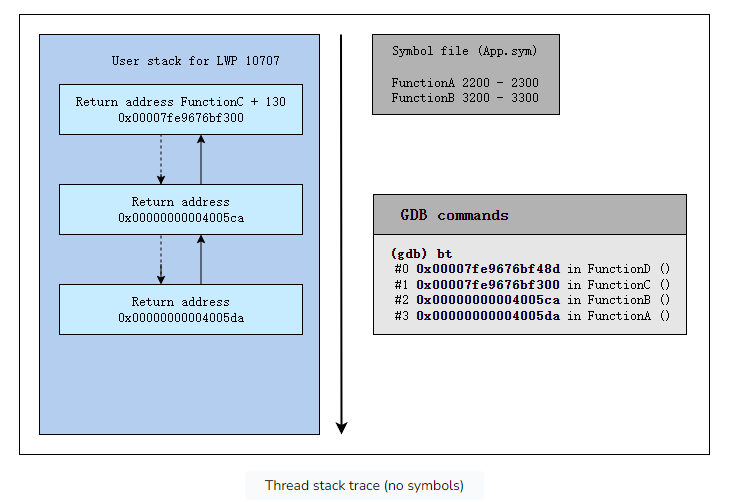 User stack for LWP 10707
Return address FunctionC + 130
0x00007fe9676bf300
Return address
0x00000000004005ca
Return address
0x00000000004005da
Symbol file (App.sym)
FunctionA 2200 - 2300
FunctionB 3200 - 3300
GDB commands
(gdb) bt
#0 0x00007fe9676bf48d in FunctionD ()
#1 0x00007fe9676bf300 in FunctionC ()
#2 0x00000000004005ca in FunctionB ()
#3 0x00000000004005da in FunctionA ()
Thread stack trace (no symbols)